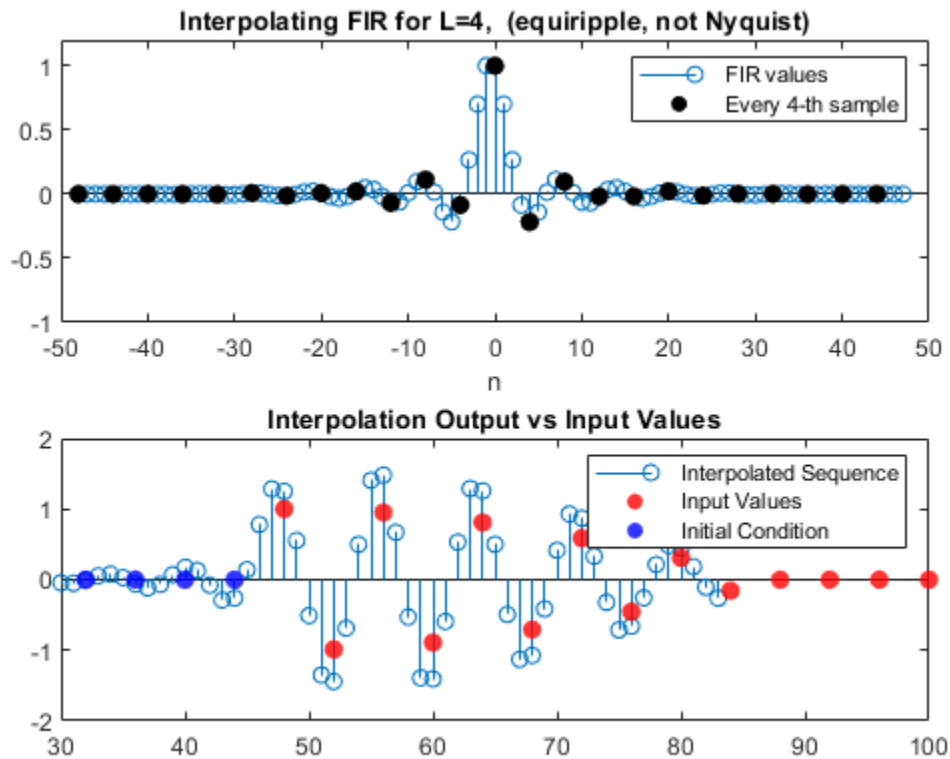 Interpolating FIR for L=4, (equiripple, not Nyquist)
1
0.5
0
-0.5
-1
FIR values
Every 4-th sample
-50 -40 -30 -20 -10 0 10 20 30 40 50
n
Interpolation Output vs Input Values
2
1
0
-1
-2
Interpolated Sequence
Input Values
Initial Condition
30 40 50 60 70 80 90 100